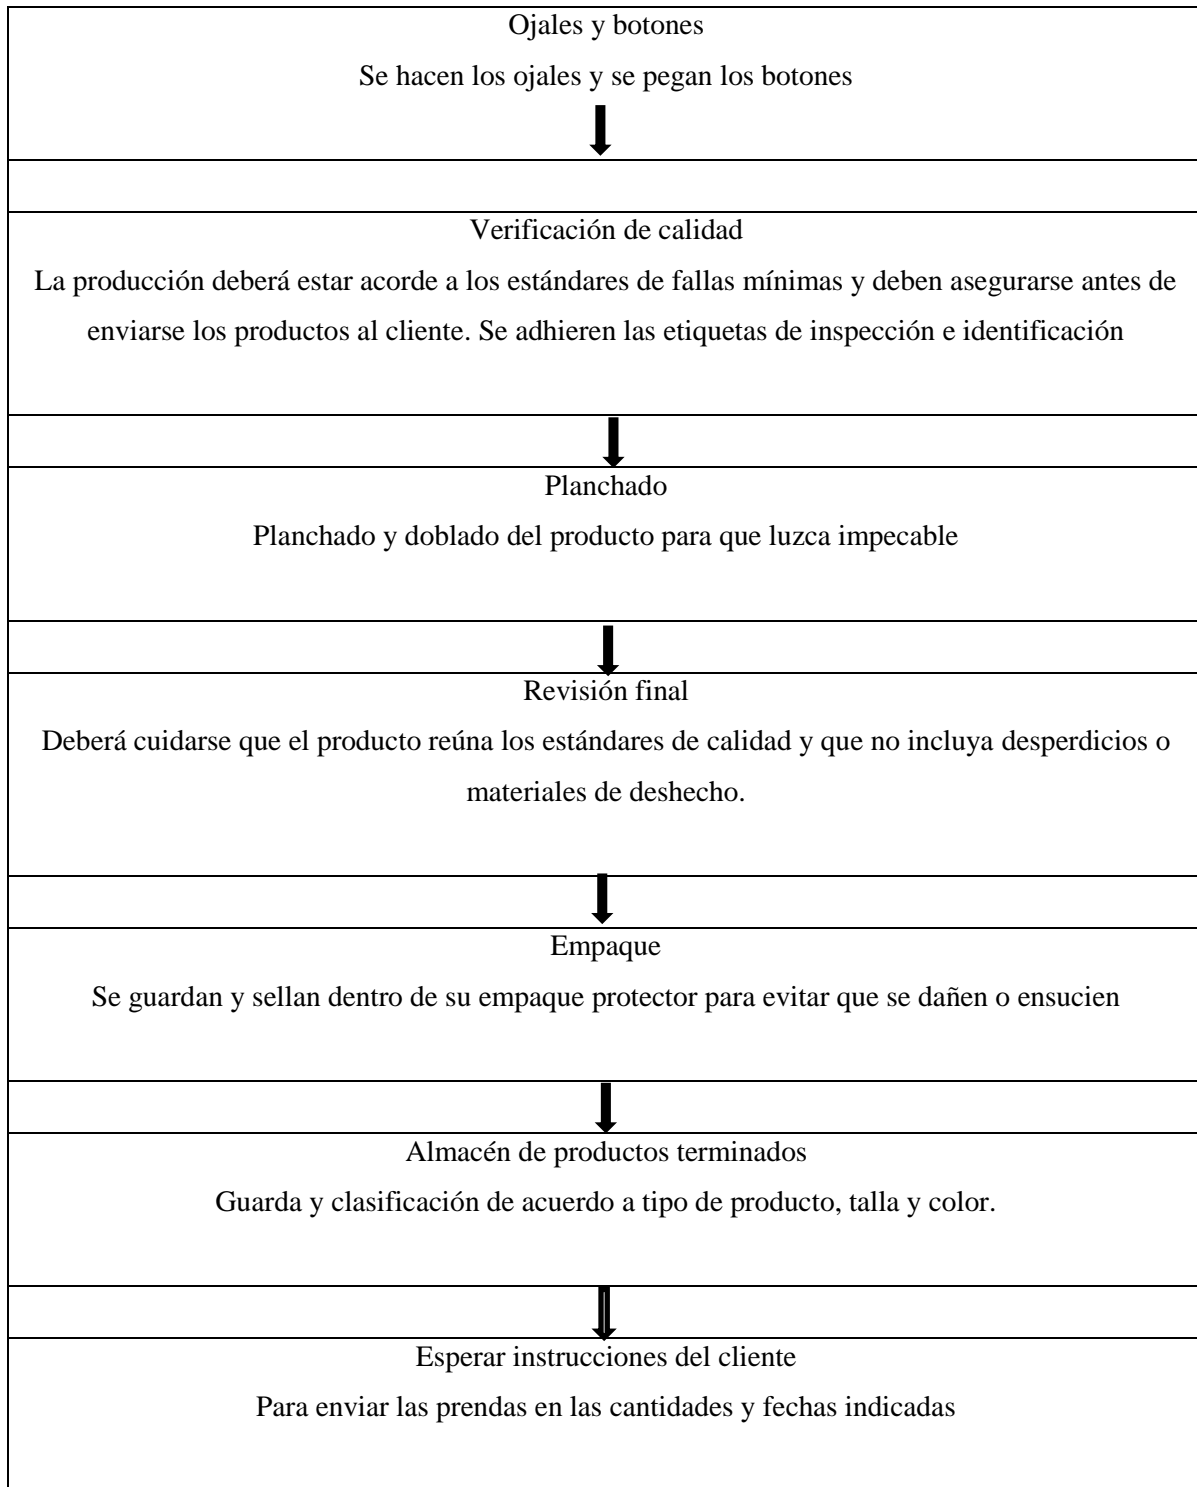 Ojales y botones
Se hacen los ojales y se pegan los botones
Verificación de calidad
La producción deberá estar acorde a los estándares de fallas mínimas y deben asegurarse antes de
enviarse los productos al cliente. Se adhieren las etiquetas de inspección e identificación
Planchado
Planchado y doblado del producto para que luzca impecable
Revisión final
Deberá cuidarse que el producto reúna los estándares de calidad y que no incluya desperdicios o
materiales de deshecho.
Empaque
Se guardan y sellan dentro de su empaque protector para evitar que se dañen o ensucien
Almacén de productos terminados
Guarda y clasificación de acuerdo a tipo de producto, talla y color.
Esperar instrucciones del cliente
Para enviar las prendas en las cantidades y fechas indicadas